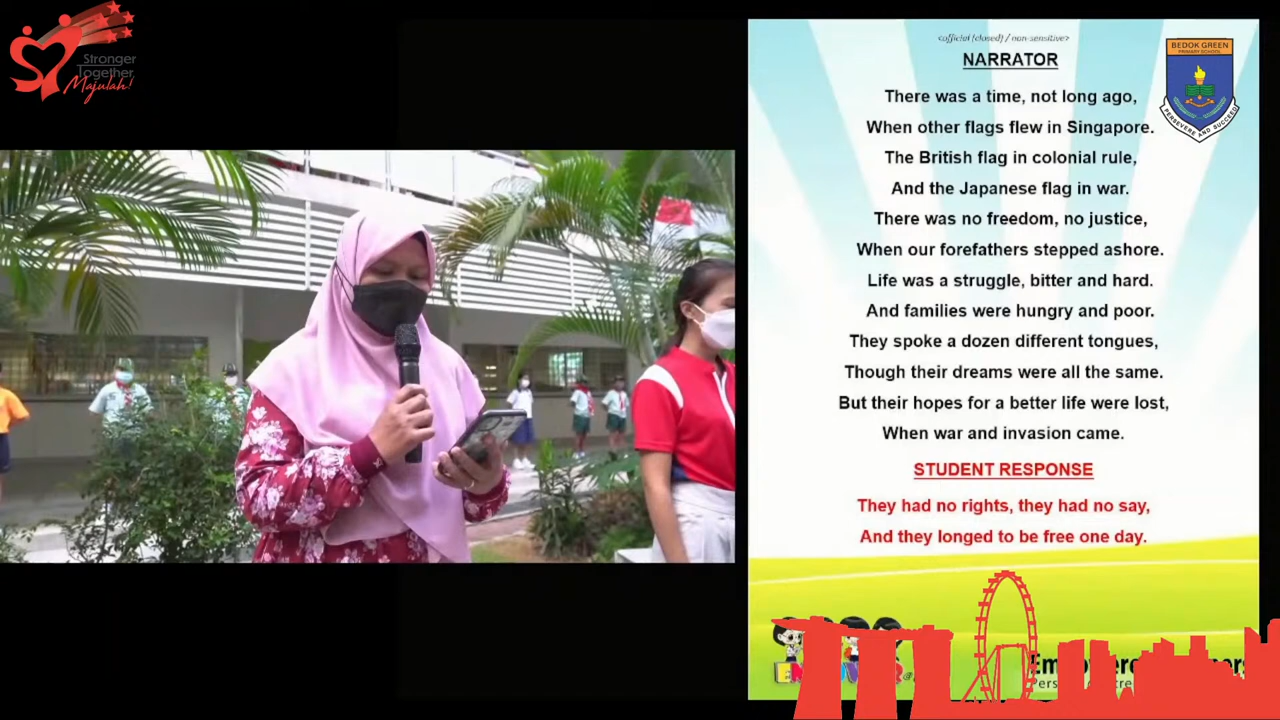 Stronger
Together,
Majulah!
<official (closed) / non-sensitive>
NARRATOR
BEDOK GREEN
PRIMARY SCHOOL
PERSEVERE AND SUCCEED
There was a time, not long ago,
When other flags flew in Singapore.
The British flag in colonial rule,
And the Japanese flag in war.
There was no freedom, no justice,
When our forefathers stepped ashore.
Life was a struggle, bitter and hard.
And families were hungry and poor.
They spoke a dozen different tongues,
Though their dreams were all the same.
But their hopes for a better life were lost,
When war and invasion came.
STUDENT RESPONSE
They had no rights, they had no say,
And they longed to be free one day.